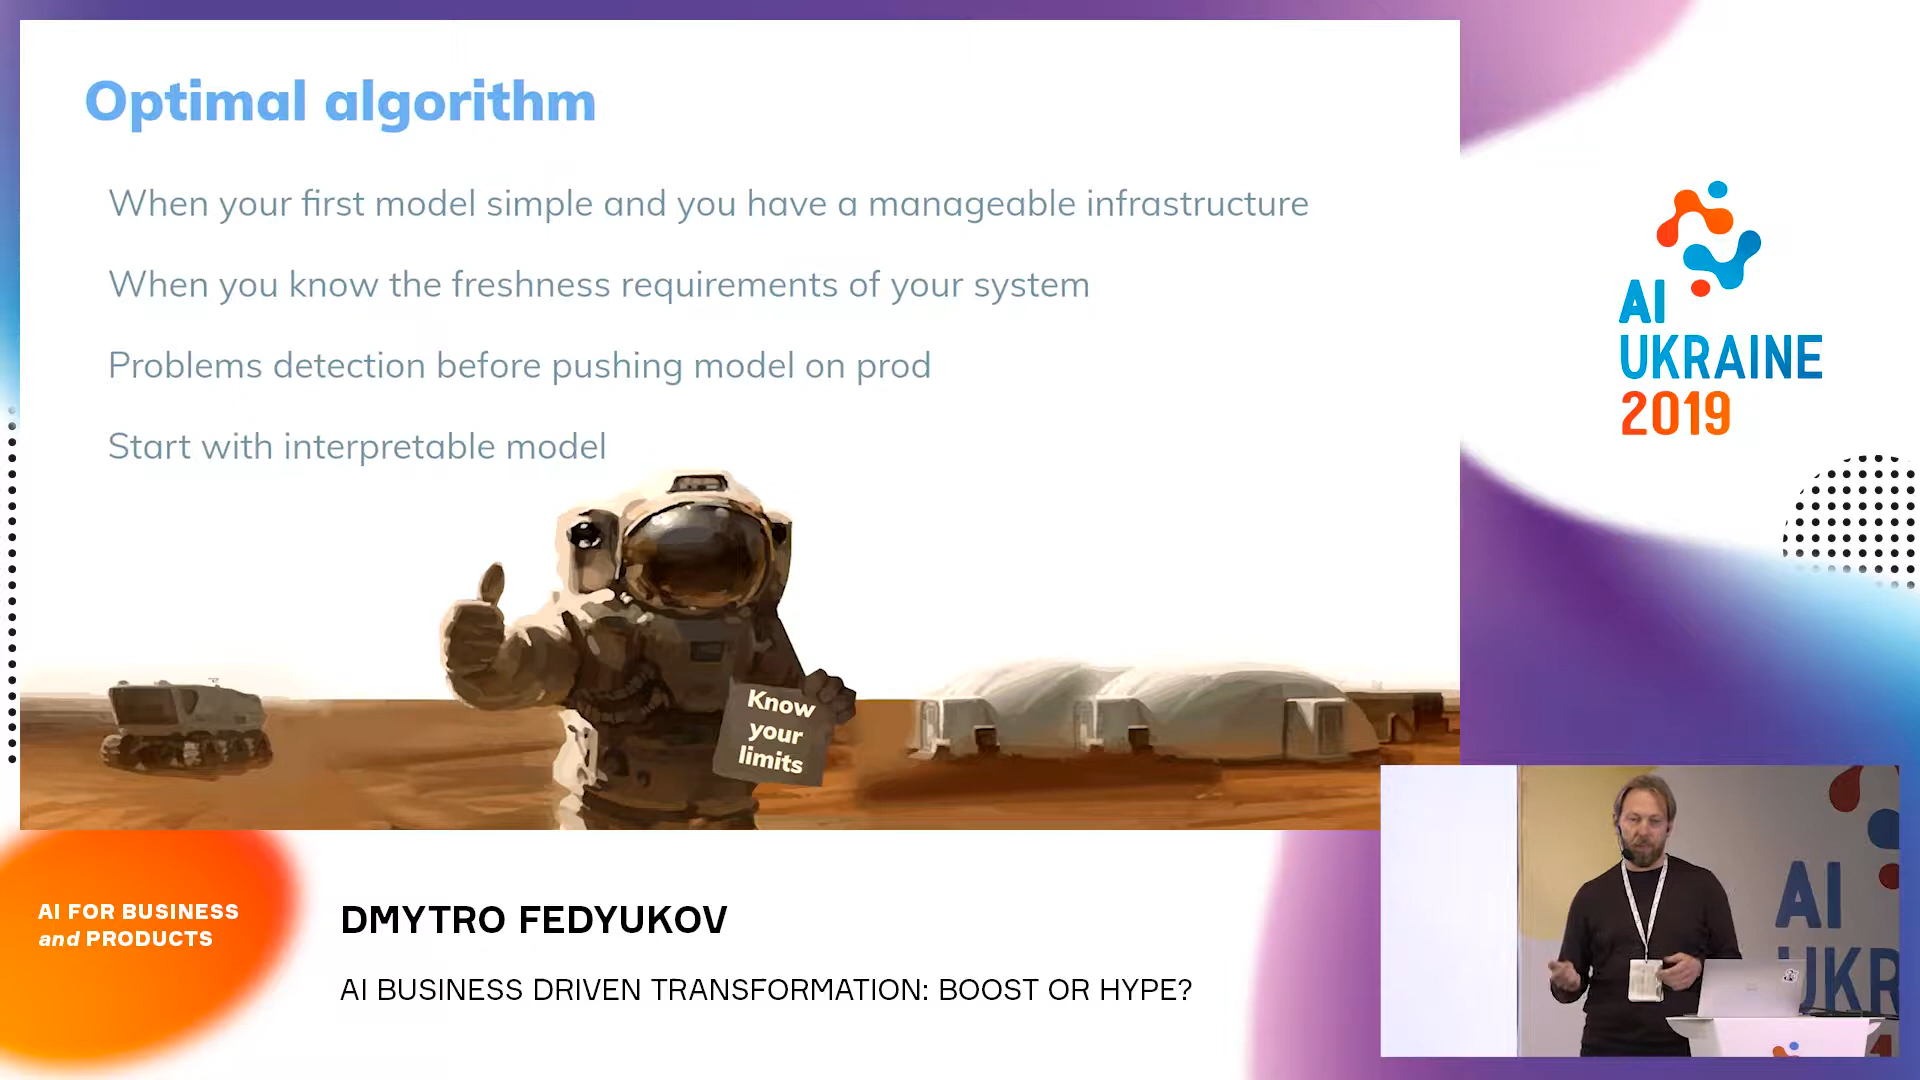 Optimal algorithm
When your first model simple and you have a manageable infrastructure
When you know the freshness requirements of your system
Problems detection before pushing model on prod
Start with interpretable model
Know
your
limits
AI
UKRAINE
2019
AI FOR BUSINESS
and PRODUCTS
DMYTRO FEDYUKOV
AI BUSINESS DRIVEN TRANSFORMATION: BOOST OR HYPE?
AI
UKR